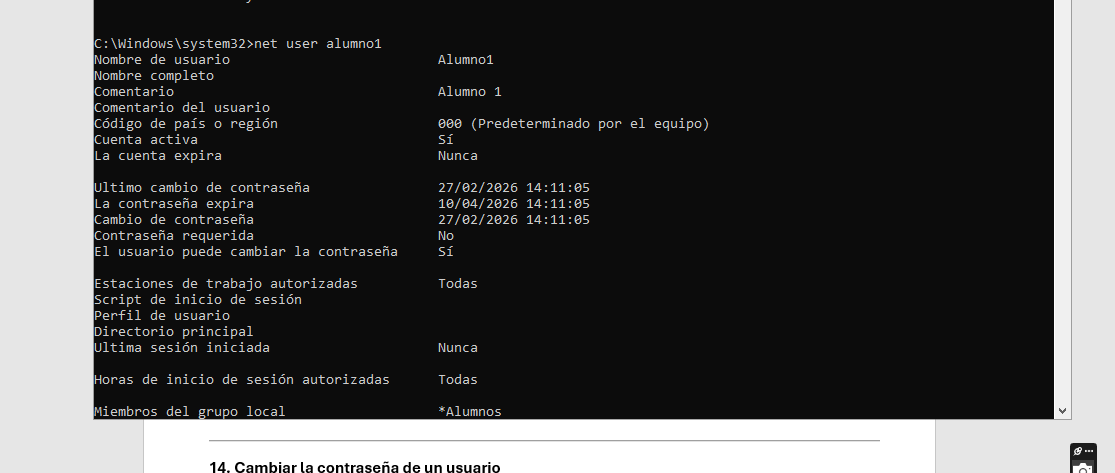 C:\Windows\system32>net user alumno1
Nombre de usuario Alumno1
Nombre completo
Comentario Alumno 1
Comentario del usuario
Código de país o región 000 (Predeterminado por el equipo)
Cuenta activa Sí
La cuenta expira Nunca
Ultimo cambio de contraseña 27/02/2026 14:11:05
La contraseña expira 10/04/2026 14:11:05
Cambio de contraseña 27/02/2026 14:11:05
Contraseña requerida No
El usuario puede cambiar la contraseña Sí
Estaciones de trabajo autorizadas Todas
Script de inicio de sesión
Perfil de usuario
Directorio principal
Ultima sesión iniciada Nunca
Horas de inicio de sesión autorizadas Todas
Miembros del grupo local *Alumnos
14. Cambiar la contraseña de un usuario